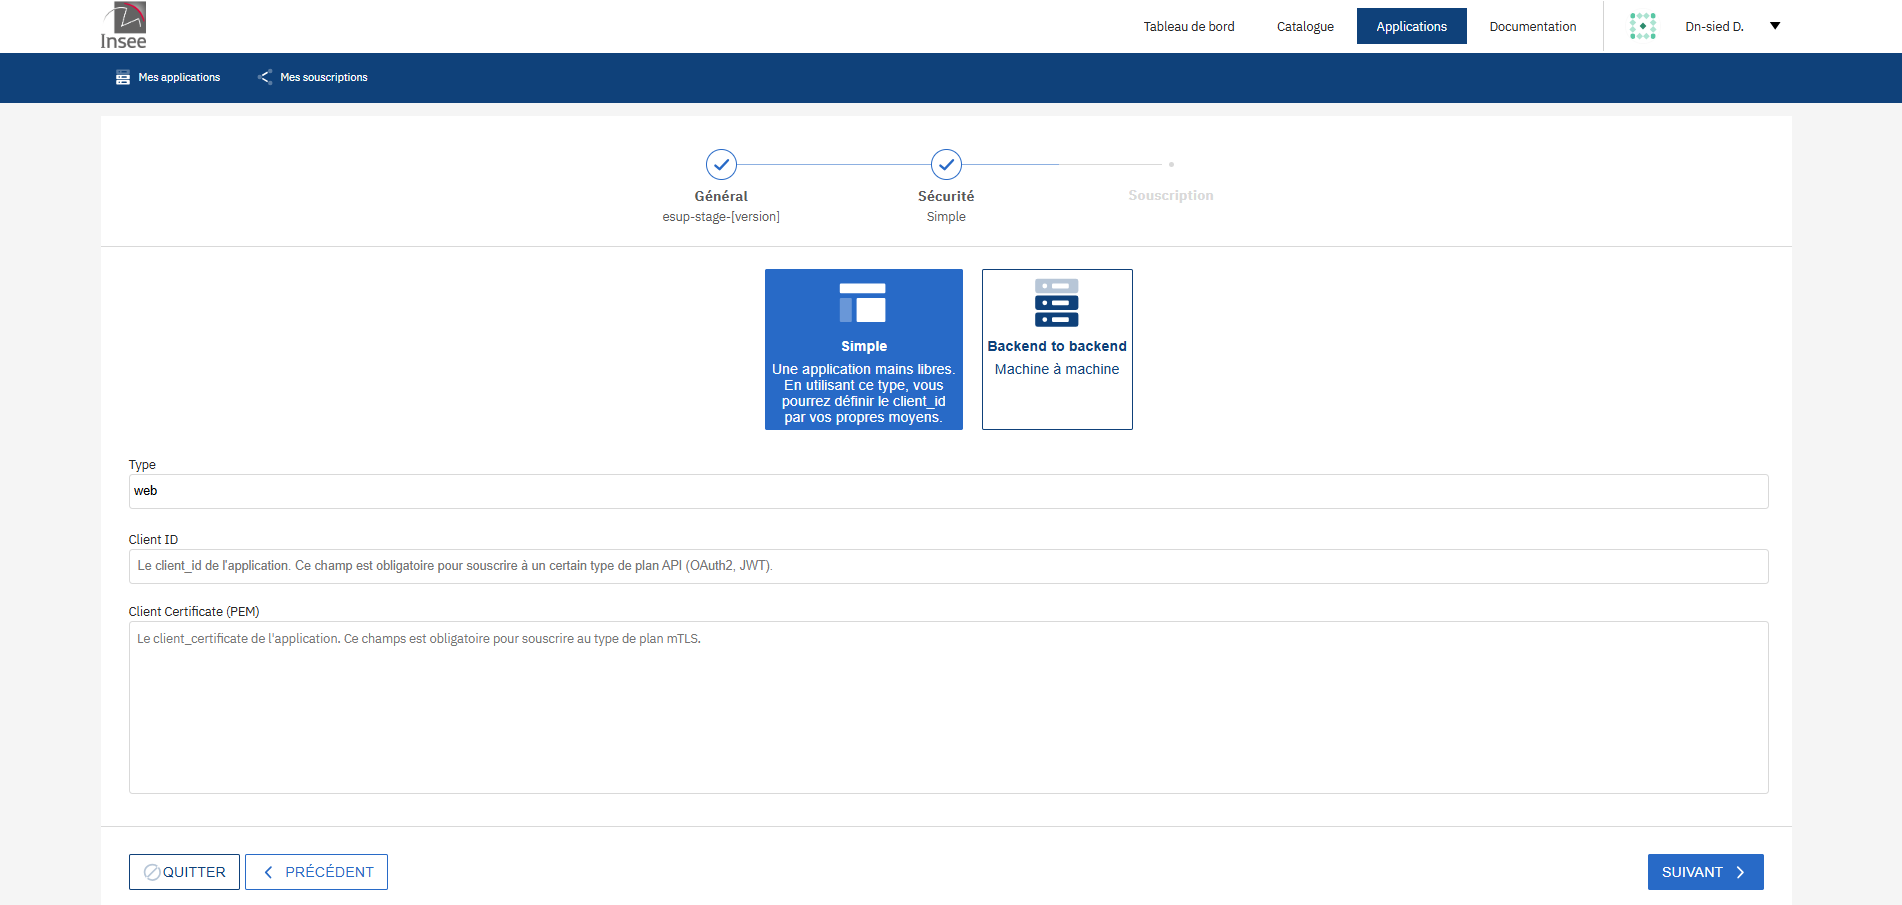 Insee
Tableau de bord
Catalogue
Applications
Documentation
Dn-sied D.
Mes applications
Mes souscriptions
Général
esup-stage-[version]
Sécurité
Simple
Souscription
Simple
Une application mains libres.
En utilisant ce type, vous
pourrez définir le client_id
par vos propres moyens.
Backend to backend
Machine à machine
Type
web
Client ID
Le client_id de l'application. Ce champ est obligatoire pour souscrire à un certain type de plan API (OAuth2, JWT).
Client Certificate (PEM)
Le client_certificate de l'application. Ce champs est obligatoire pour souscrire au type de plan mTLS.
QUITTER
PRÉCÉDENT
SUIVANT